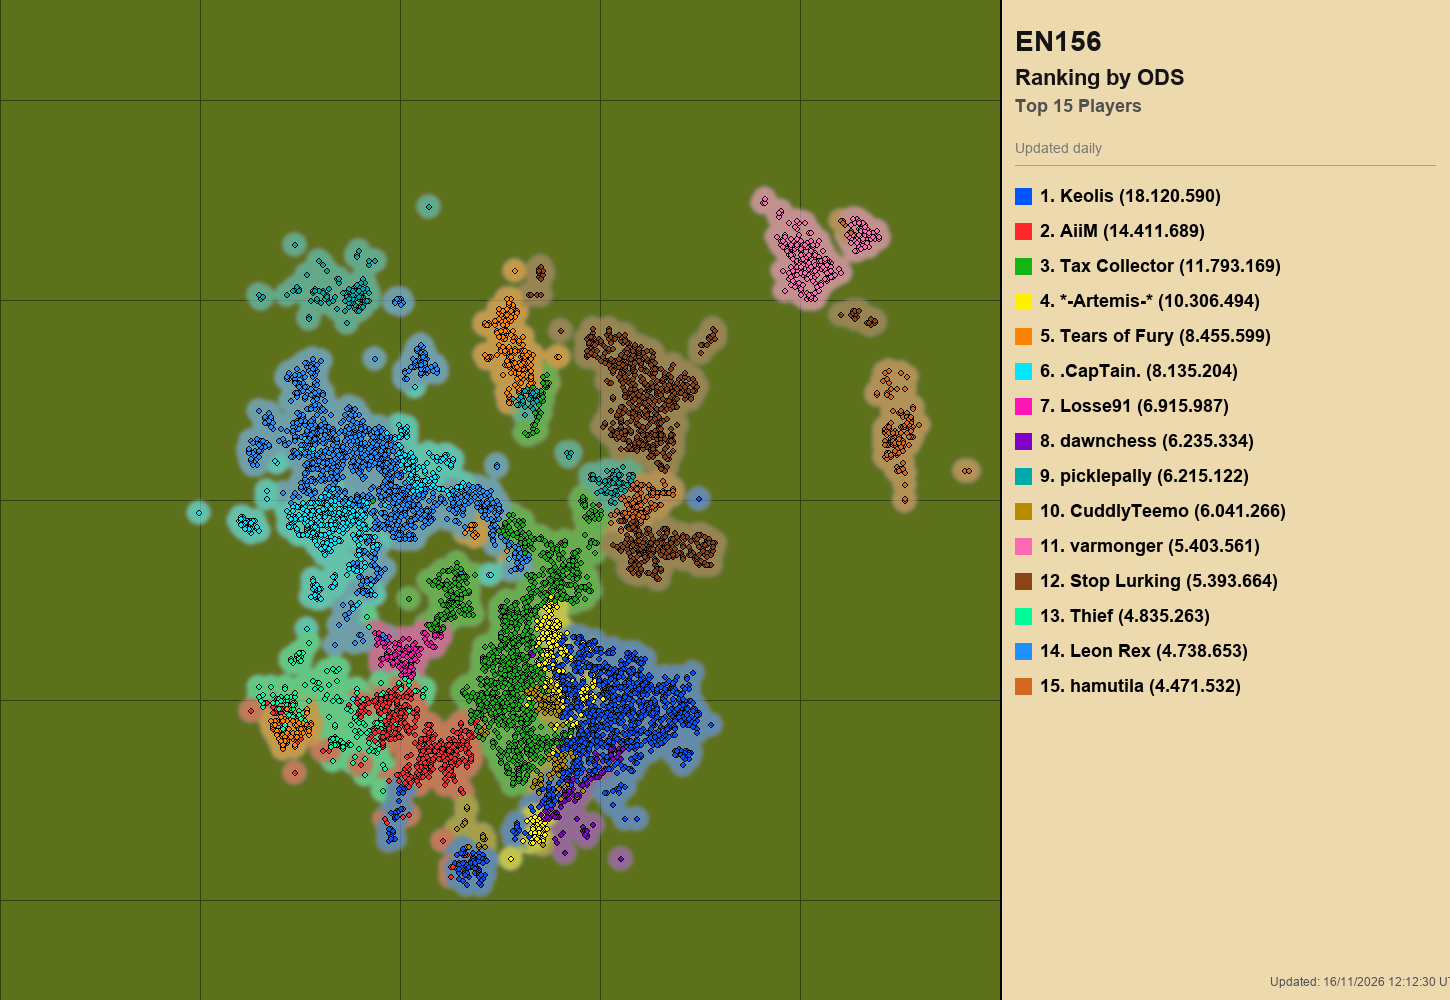 EN156
Ranking by ODS
Top 15 Players
Updated daily
1. Keolis (18.120.590)
2. AiiM (14.411.689)
3. Tax Collector (11.793.169)
4. *-Artemis-* (10.306.494)
5. Tears of Fury (8.455.599)
6. .CapTain. (8.135.204)
7. Losse91 (6.915.987)
8. dawnchess (6.235.334)
9. picklepally (6.215.122)
10. CuddlyTeemo (6.041.266)
11. varmonger (5.403.561)
12. Stop Lurking (5.393.664)
13. Thief (4.835.263)
14. Leon Rex (4.738.653)
15. hamutila (4.471.532)
Updated: 16/11/2026 12:12:30 U